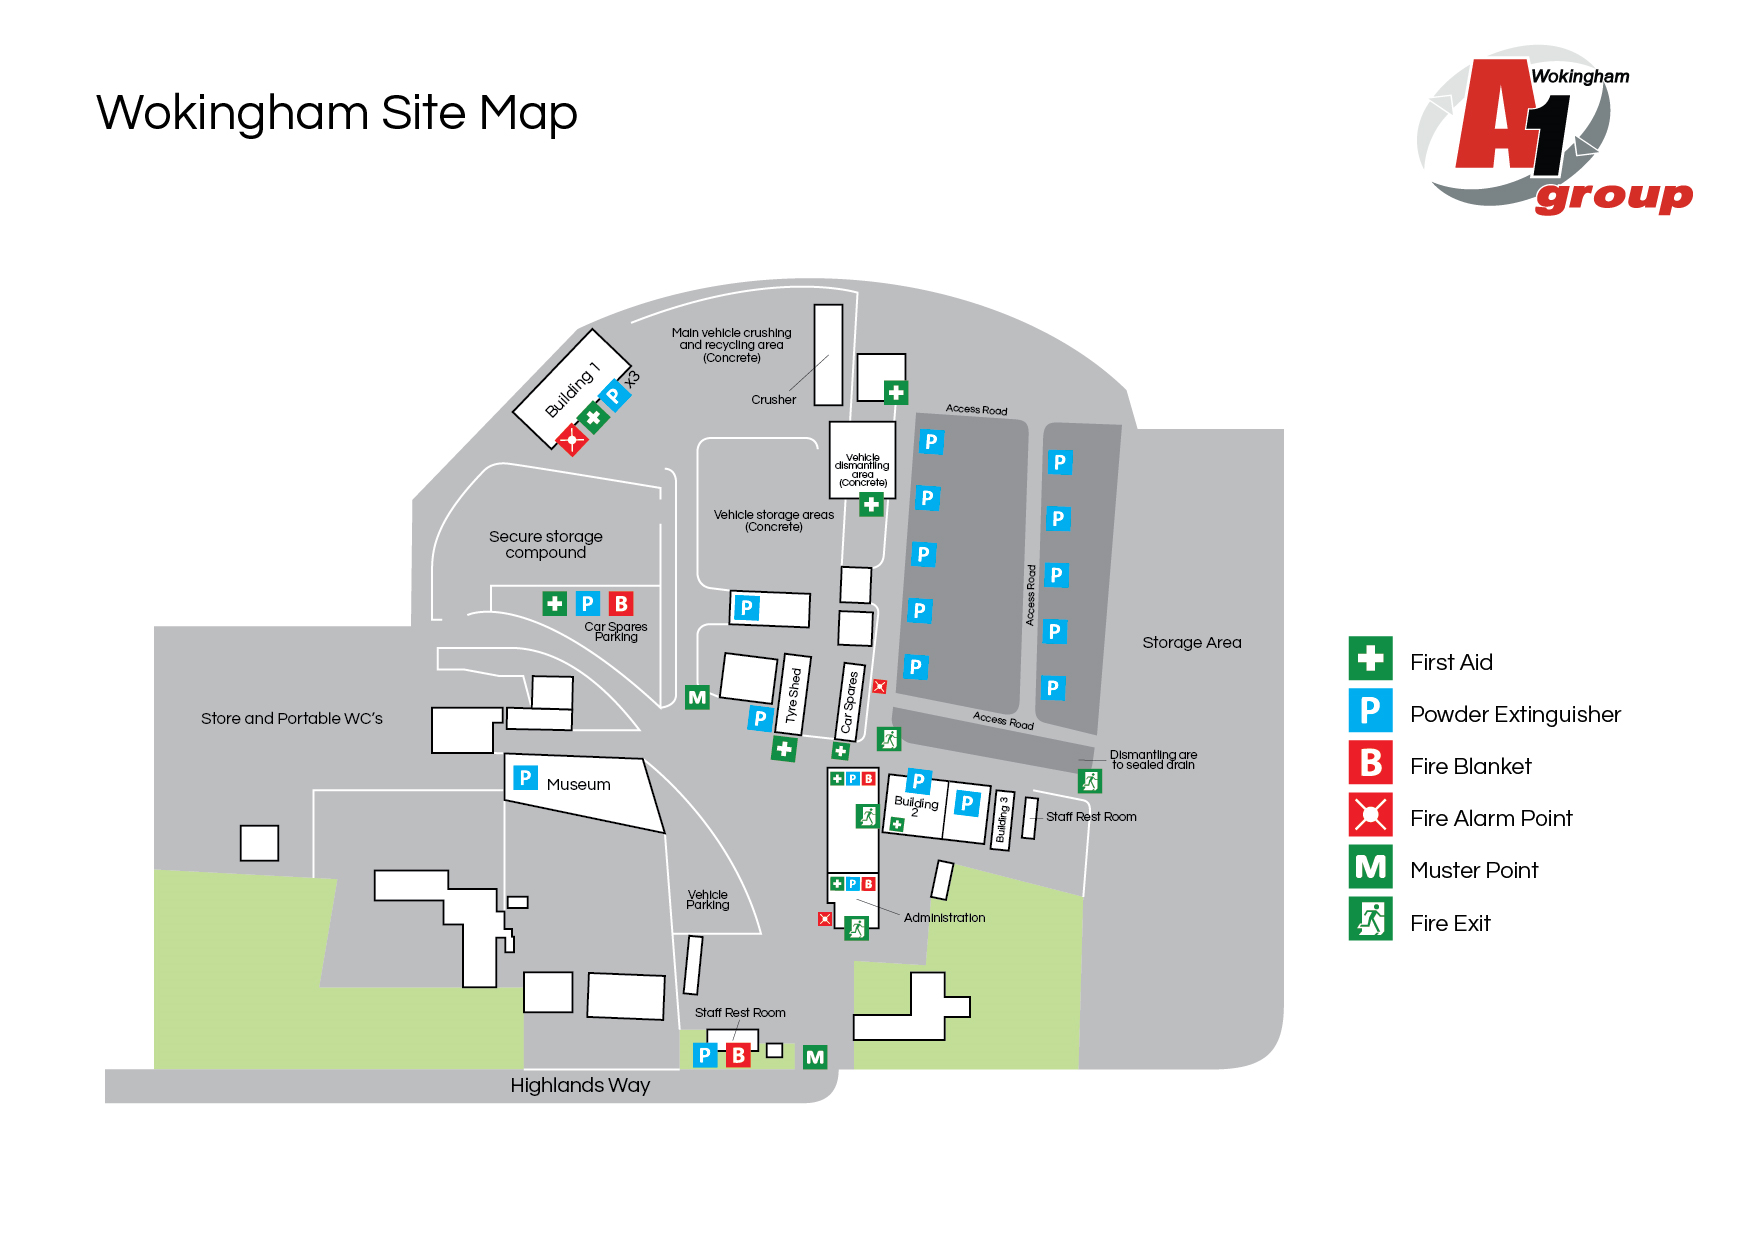 Wokingham Site Map
Wokingham
A1
group
Main vehicle crushing
and recycling area
(Concrete)
Crusher
Building 1
P
x3
Access Road
P
P
P
P
P
P
P
P
P
P
Access Road
Access Road
Vehicle
dismantling
area
(Concrete)
Vehicle storage areas
(Concrete)
Secure storage
compound
P
B
Car Spares
Parking
P
Storage Area
M
Tyre Shed
P
Car Spares
Store and Portable WC's
Dismantling are
to sealed drain
P
Museum
P
B
P
Building
2
P
Building 3
Staff Rest Room
P
B
Administration
Vehicle
Parking
Staff Rest Room
P
B
M
Highlands Way
First Aid
P
Powder Extinguisher
B
Fire Blanket
Fire Alarm Point
M
Muster Point
Fire Exit